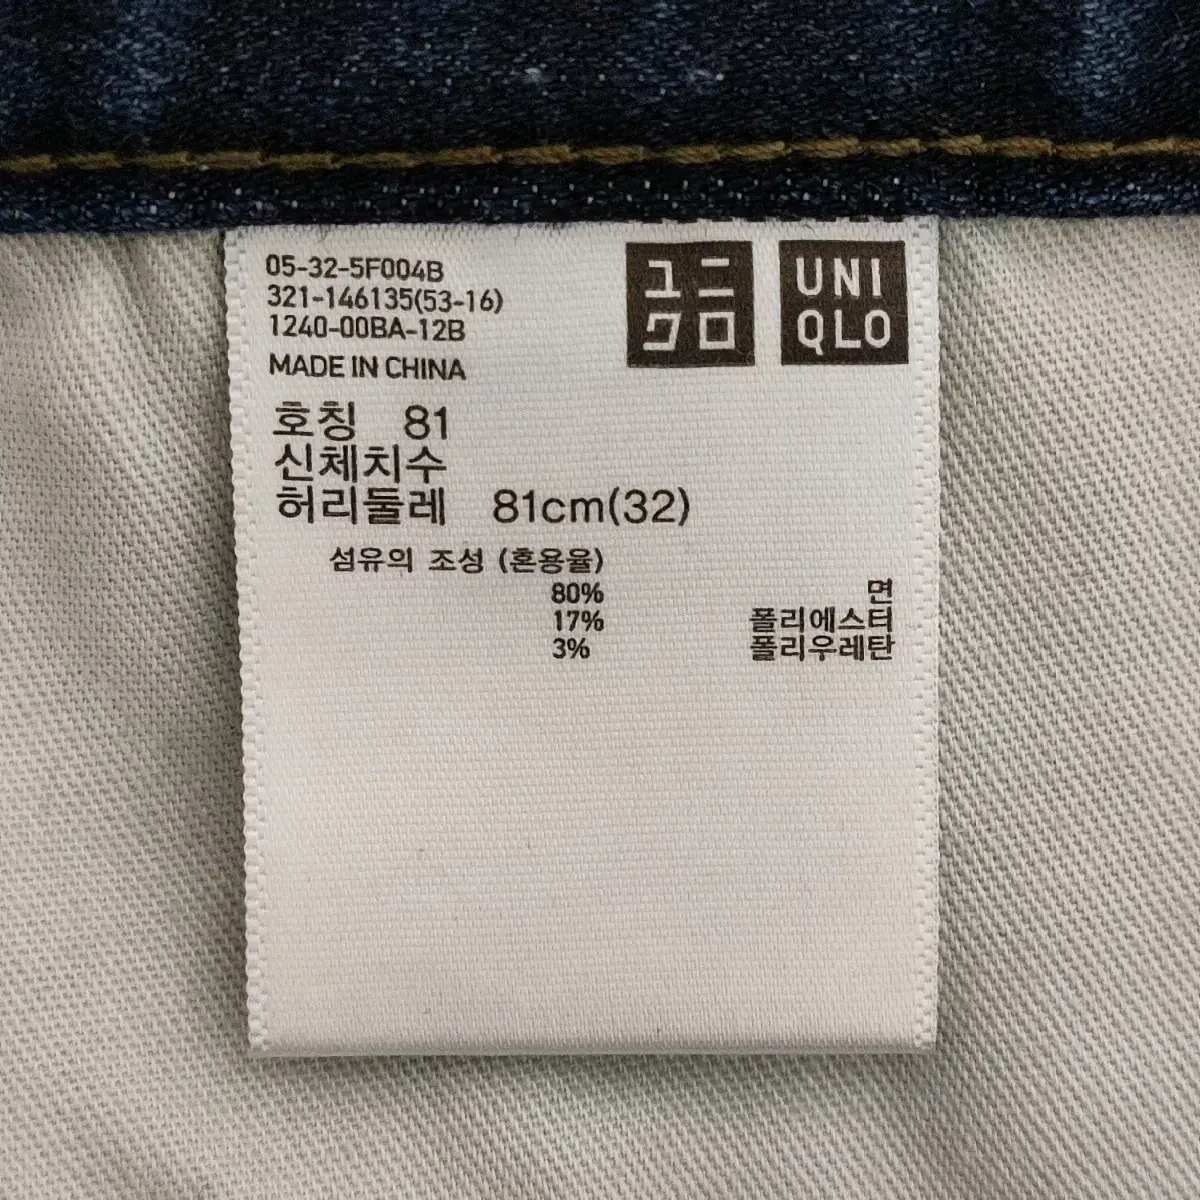 05-32-5F004B
321-146135(53-16)
1240-00BA-12B
MADE IN CHINA
ユニ
クロ
UNI
QLO
호칭 81
신체치수
허리둘레 81cm(32)
섬유의 조성 (혼용율)
80% 면
17% 폴리에스터
3% 폴리우레탄